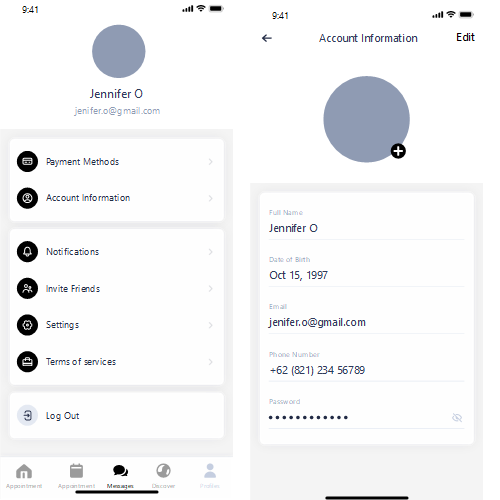 9:41
Jennifer O
jenifer.o@gmail.com
Payment Methods
Account Information
Notifications
Invite Friends
Settings
Terms of services
Log Out
Appointment
Appointment
Messages
Discover
Profiles
9:41
Account Information
Edit
Full Name
Jennifer O
Date of Birth
Oct 15, 1997
Email
jenifer.o@gmail.com
Phone Number
+62 (821) 234 56789
Password
••••••••••••